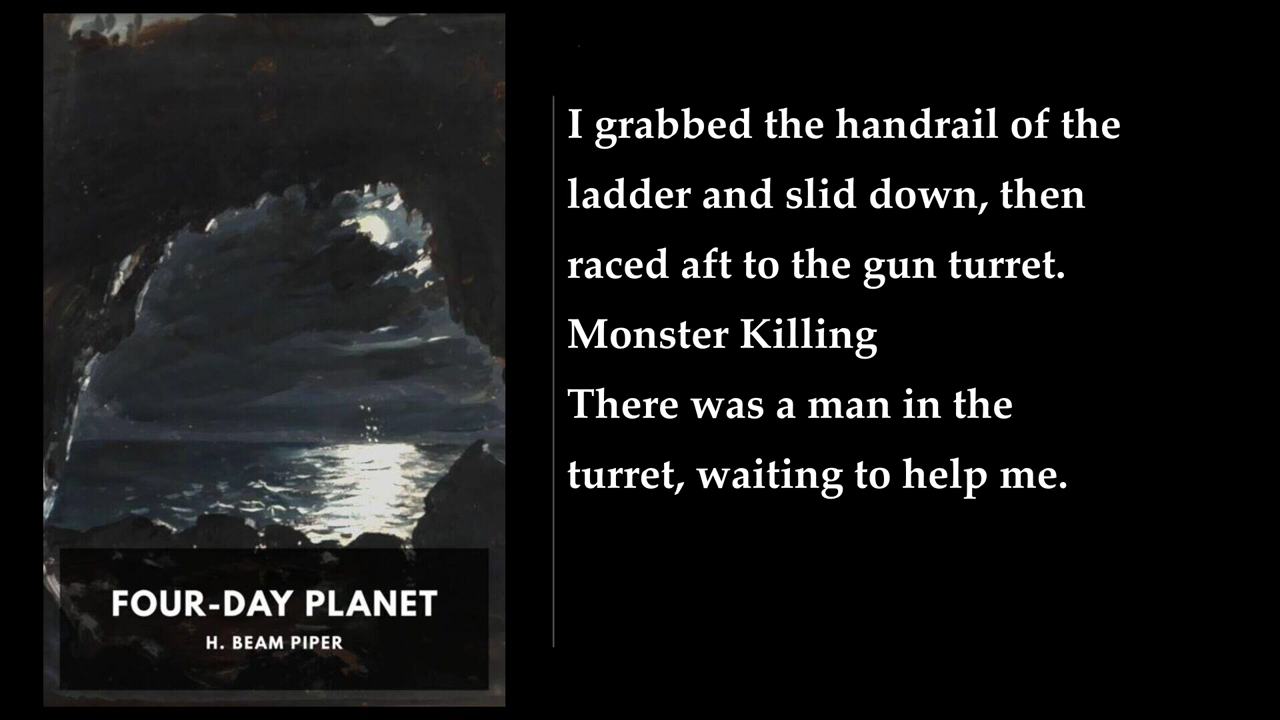 FOUR-DAY PLANET
H. BEAM PIPER
I grabbed the handrail of the
ladder and slid down, then
raced aft to the gun turret.
Monster Killing
There was a man in the
turret, waiting to help me.